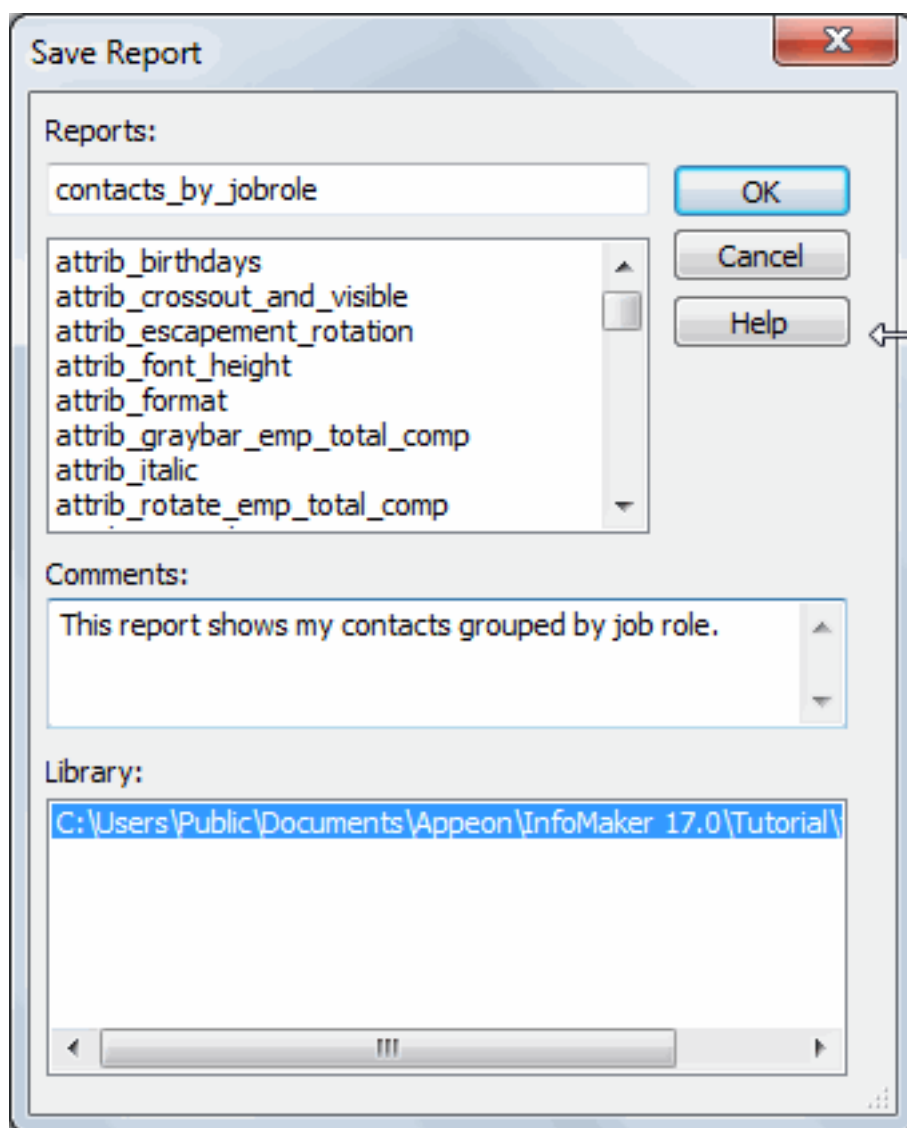 Save Report
Reports:
contacts_by_jobrole
OK
attrib_birthdays
attrib_crossout_and_visible
attrib_escapement_rotation
attrib_font_height
attrib_format
attrib_graybar_emp_total_comp
attrib_italic
attrib_rotate_emp_total_comp
Cancel
Help
Comments:
This report shows my contacts grouped by job role.
Library:
C:\Users\Public\Documents\Appeon\InfoMaker 17.0\Tutorial\